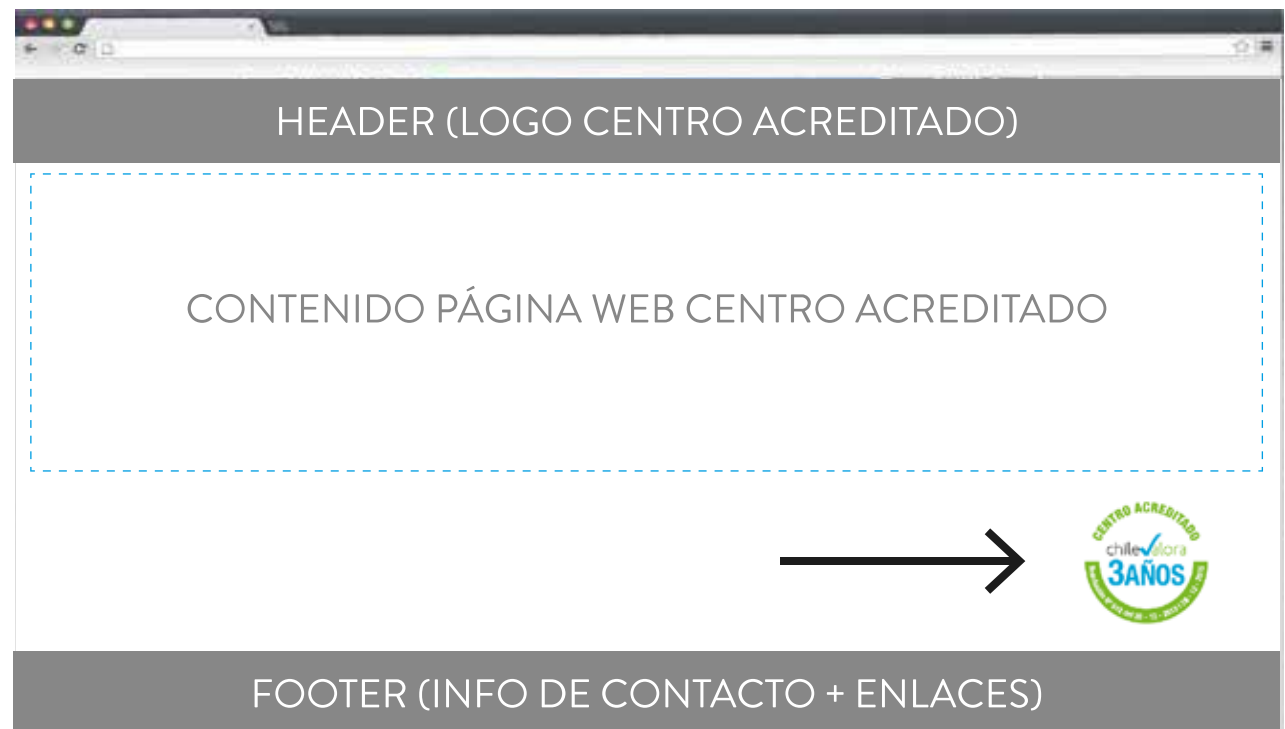 HEADER (LOGO CENTRO ACREDITADO)
CONTENIDO PÁGINA WEB CENTRO ACREDITADO
CENTRO ACREDITADO
chilevalora
3AÑOS
FOOTER (INFO DE CONTACTO + ENLACES)